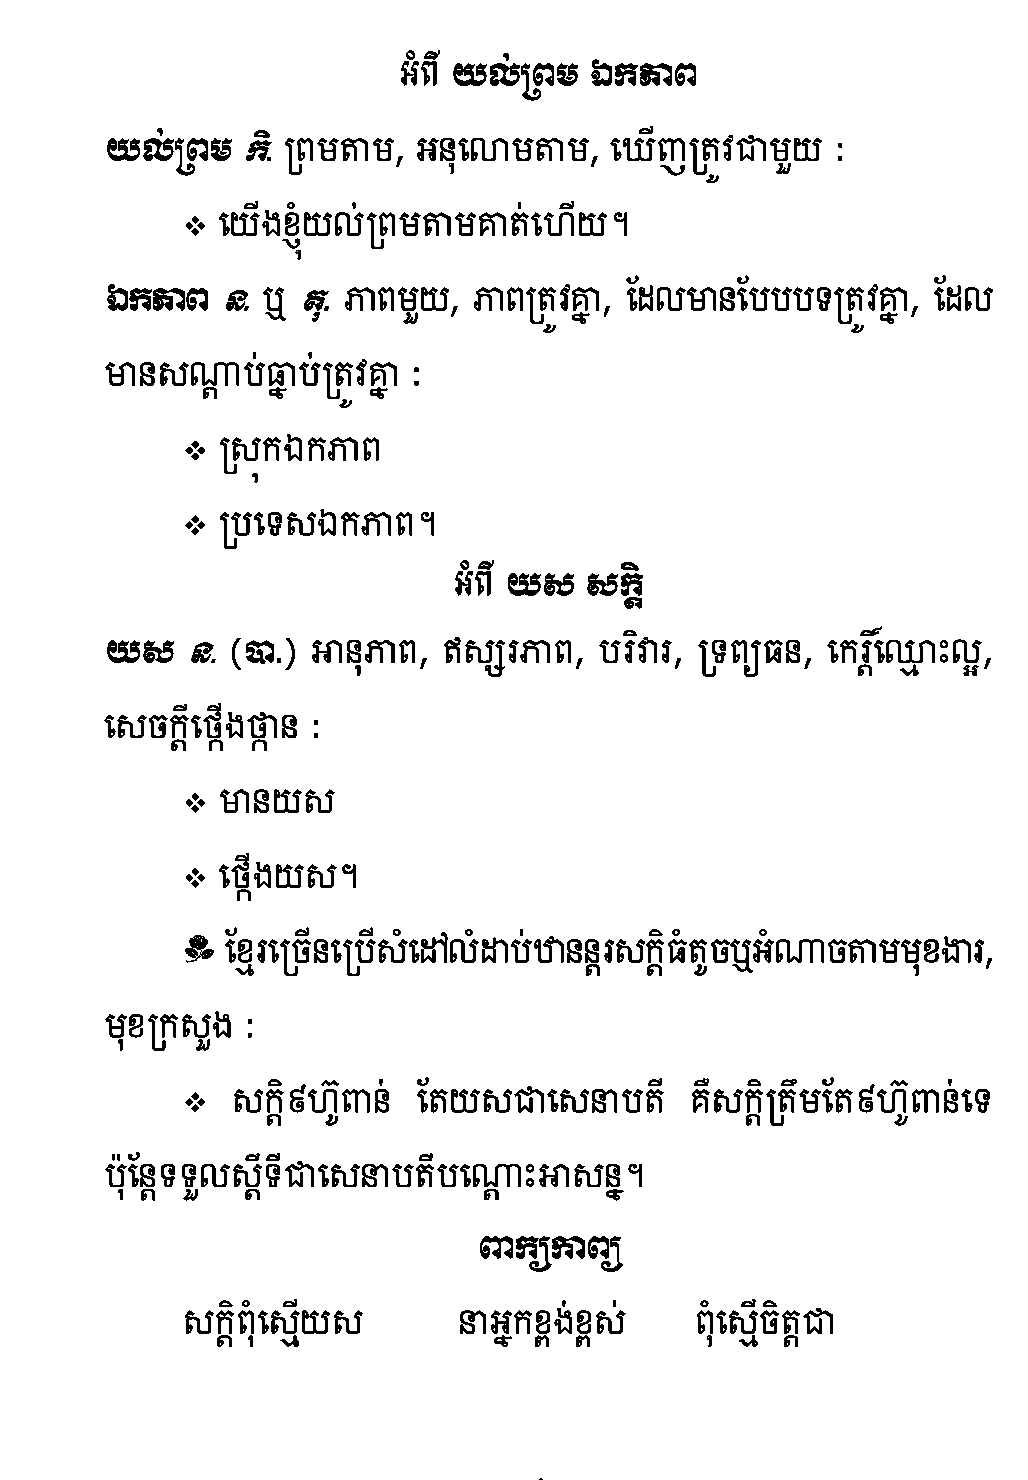 អំពី យល់ព្រម ឯកភាព
យល់ព្រម កិ. ព្រមតាម, អនុលោមតាម, ឃើញត្រូវជាមួយ :
❖ យើងខ្ញុំយល់ព្រមតាមគាត់ហើយ។
ឯកភាព ន. ឬ គុ. ភាពមួយ, ភាពត្រូវគ្នា, ដែលមានបែបបទត្រូវគ្នា, ដែល
មានសណ្ដាប់ធ្នាប់ត្រូវគ្នា :
❖ ស្រុកឯកភាព
❖ ប្រទេសឯកភាព។
អំពី យស សក្ដិ
យស ន. (បា.) អានុភាព, ឥស្សរភាព, បរិវារ, ទ្រព្យធន, កេរ្តិ៍ឈ្មោះល្អ,
សេចក្ដីថ្កើងថ្កាន :
❖ មានយស
❖ ថ្កើងយស។
ខ្មែរច្រើនប្រើសំដៅលំដាប់ឋានន្តរសក្ដិធំតូចឬអំណាចតាមមុខងារ,
មុខក្រសួង :
❖ សក្ដិ៩ហ៊ូពាន់ តែយសជាសេនាបតី គឺសក្ដិត្រឹមតែ៩ហ៊ូពាន់ទេ
ប៉ុន្តែទទួលស្ដីទីជាសេនាបតីបណ្ដោះអាសន្ន។
ពាក្យកាព្យ
សក្ដិពុំស្មើយស នាអ្នកខ្ពង់ខ្ពស់ ពុំស្មើចិត្តជា